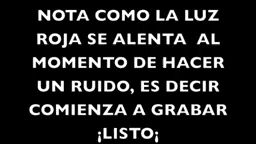 NOTA COMO LA LUZ
ROJA SE ALENTA AL
MOMENTO DE HACER
UN RUIDO, ES DECIR
COMIENZA A GRABAR
¡LISTO¡